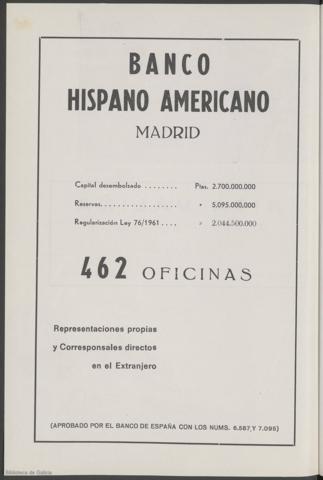 BANCO
HISPANO AMERICANO
MADRID
Capital desembolsado ........ Ptas. 2.700.000.000
Reservas.................. » 5.095.000.000
Regularización Ley 76/1961 .... » 2.044.500.000
462 OFICINAS
Representaciones propias
y Corresponsales directos
en el Extranjero
(APROBADO POR EL BANCO DE ESPAÑA CON LOS NUMS. 6.587 Y 7.095)
Biblioteca de Galicia